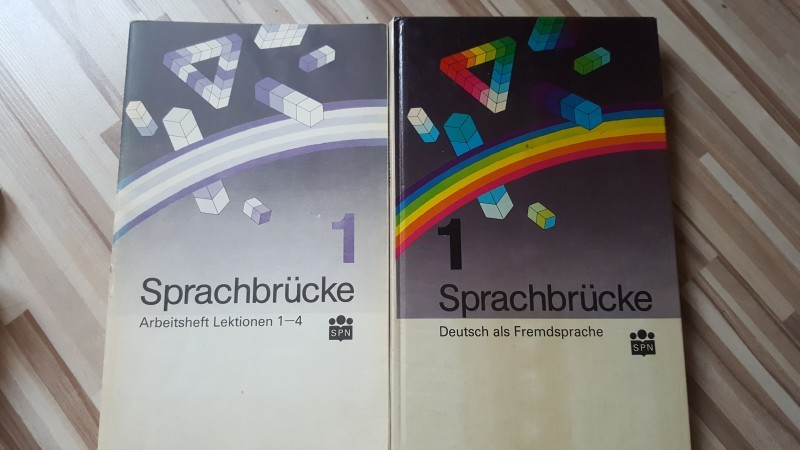 1
Sprachbrücke
Arbeitsheft Lektionen 1—4
SPN
1
Sprachbrücke
Deutsch als Fremdsprache
SPN